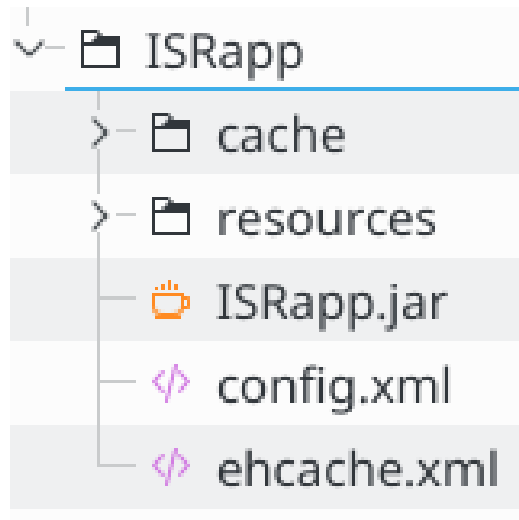 ISRapp
cache
resources
ISRapp.jar
config.xml
ehcache.xml